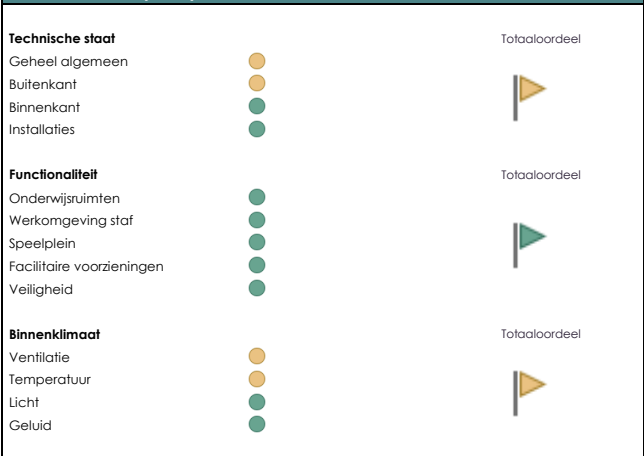 Technische staat
Totaaloordeel
Geheel algemeen
Buitenkant
Binnenkant
Installaties
Functionaliteit
Totaaloordeel
Onderwijsruimten
Werkomgeving staf
Speelplein
Facilitaire voorzieningen
Veiligheid
Binnenklimaat
Totaaloordeel
Ventilatie
Temperatuur
Licht
Geluid